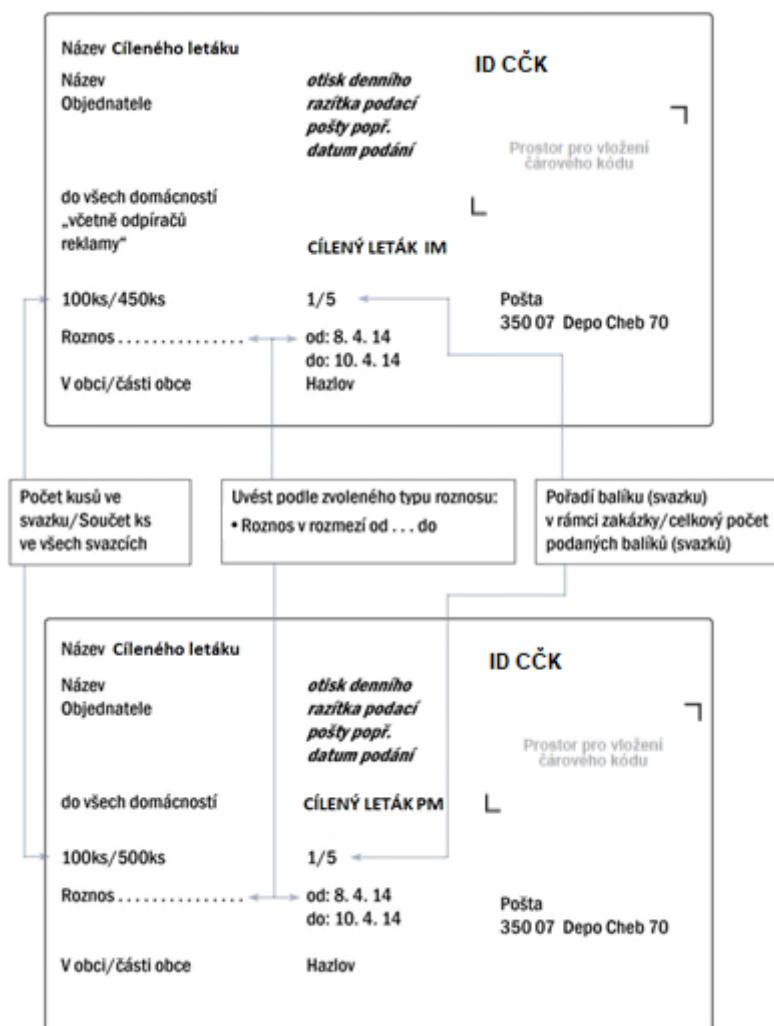 Název Cíleného letáku
ID CČK
Název
Objednatele
otisk denního
razítka podací
pošty popř.
datum podání
Prostor pro vložení
čárového kódu
do všech domácností
„včetně odpíračů
reklamy“
CÍLENÝ LETÁK IM
100ks/450ks
1/5
Pošta
350 07 Depo Cheb 70
Roznos . . . . . . . . . . . . . . .
od: 8. 4. 14
do: 10. 4. 14
V obci/části obce
Hazlov
Počet kusů ve
svazku/Součet ks
ve všech svazcích
Uvést podle zvoleného typu roznosu:
• Roznos v rozmezí od . . . do
Pořadí balíku (svazku)
v rámci zakázky/celkový počet
podaných balíků (svazků)
Název Cíleného letáku
ID CČK
Název
Objednatele
otisk denního
razítka podací
pošty popř.
datum podání
Prostor pro vložení
čárového kódu
do všech domácností
CÍLENÝ LETÁK PM
100ks/500ks
1/5
Roznos . . . . . . . . . . . . . . .
od: 8. 4. 14
do: 10. 4. 14
Pošta
350 07 Depo Cheb 70
V obci/části obce
Hazlov